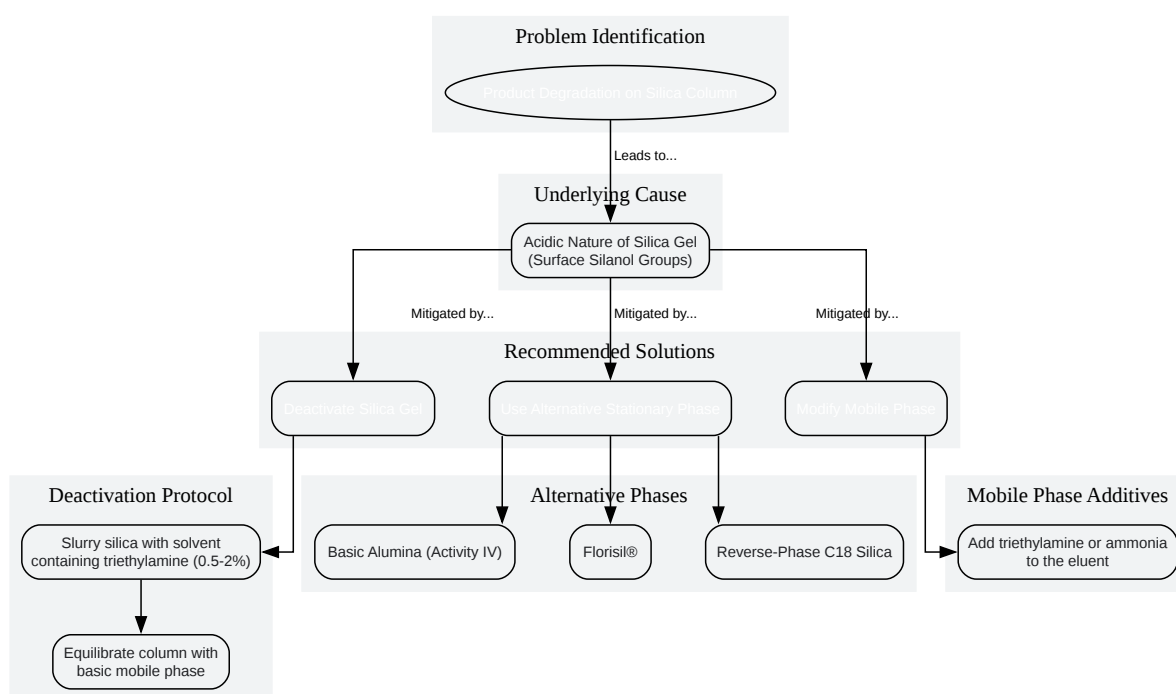 Problem Identification
Product Degradation on Silica Column
Leads to...
Underlying Cause
Acidic Nature of Silica Gel
(Surface Silanol Groups)
Mitigated by...
Mitigated by...
Mitigated by...
Recommended Solutions
Deactivate Silica Gel
Use Alternative Stationary Phase
Modify Mobile Phase
Deactivation Protocol
Slurry silica with solvent
containing triethylamine (0.5-2%)
Equilibrate column with
basic mobile phase
Alternative Phases
Basic Alumina (Activity IV)
Florisil®
Reverse-Phase C18 Silica
Mobile Phase Additives
Add triethylamine or ammonia
to the eluent